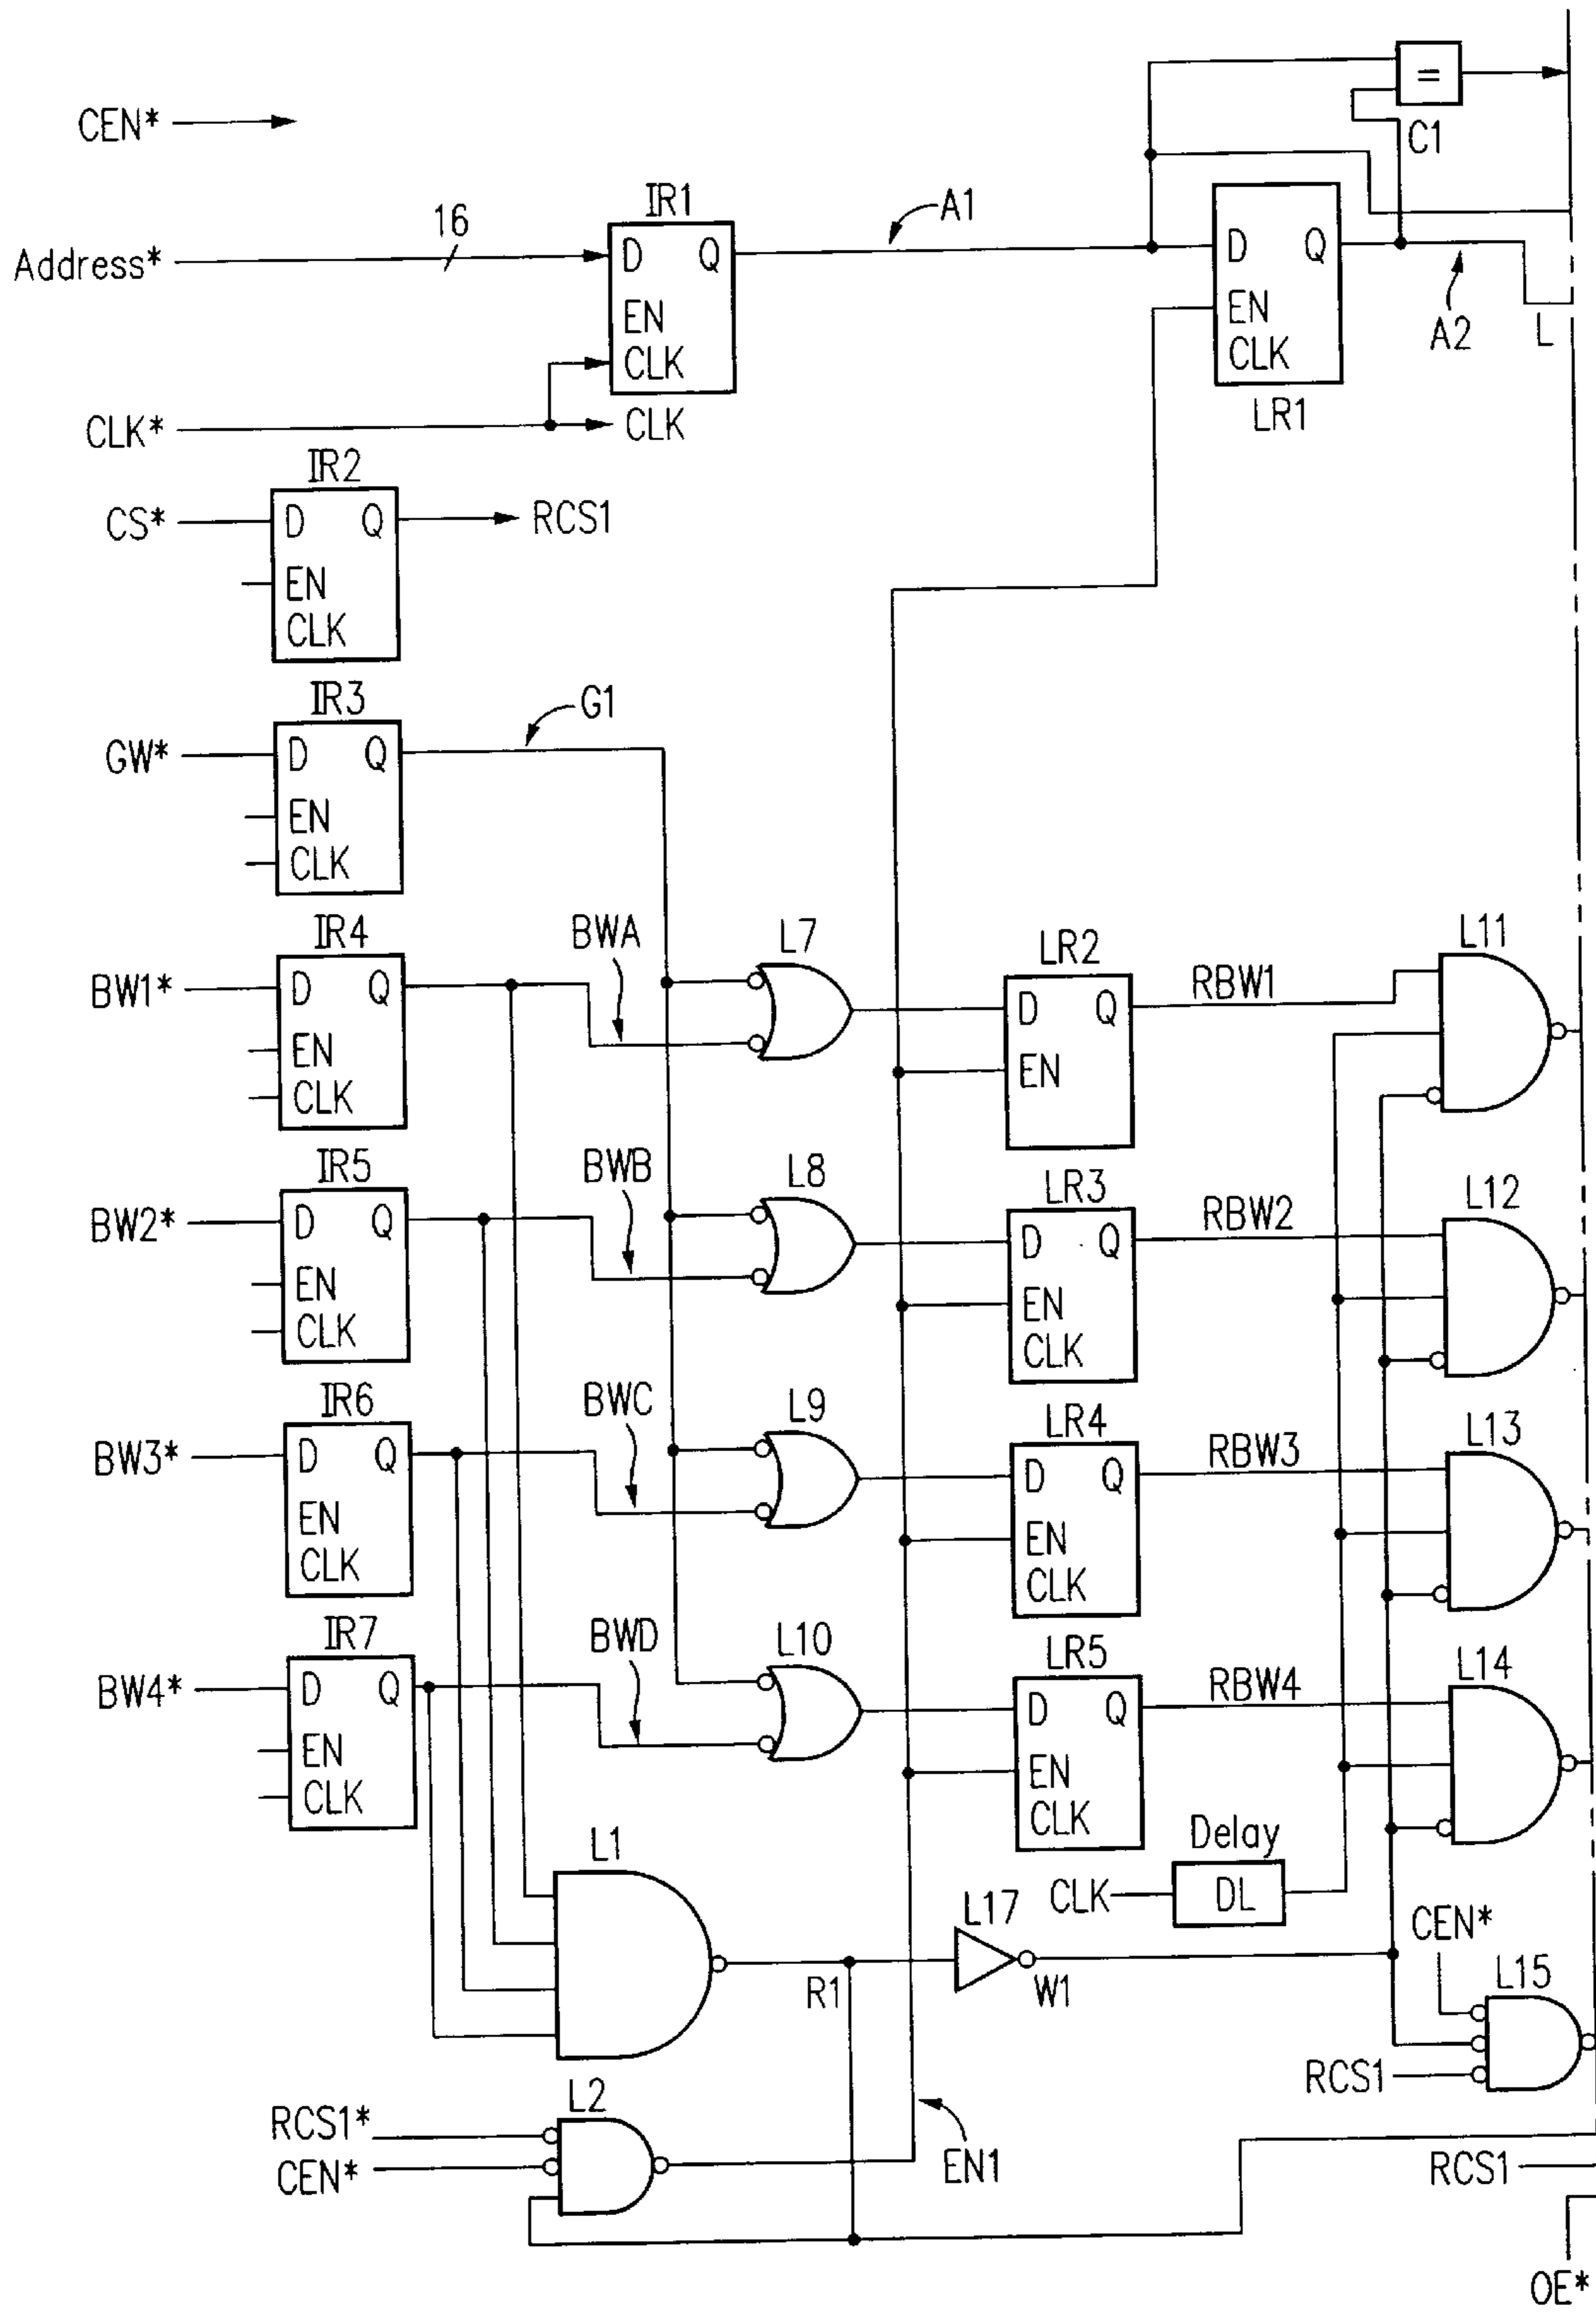 CEN*
=
C1
16
IR1
A1
Address*
D Q
EN
CLK
D Q
EN
CLK
A2
L
LR1
CLK*
CLK
IR2
CS*
D Q
EN
CLK
RCS1
IR3
G1
GW*
D Q
EN
CLK
IR4
BWA
L7
LR2
L11
BW1*
D Q
EN
CLK
D Q
EN
RBW1
IR5
BWB
L8
LR3
L12
BW2*
D Q
EN
CLK
D Q
EN
CLK
RBW2
IR6
BWC
L9
LR4
L13
BW3*
D Q
EN
CLK
D Q
EN
CLK
RBW3
IR7
BWD
L10
LR5
L14
BW4*
D Q
EN
CLK
D Q
EN
CLK
RBW4
L1
Delay
CLK
DL
L17
CEN*
R1
W1
L15
RCS1
L2
RCS1*
CEN*
EN1
RCS1
OE*